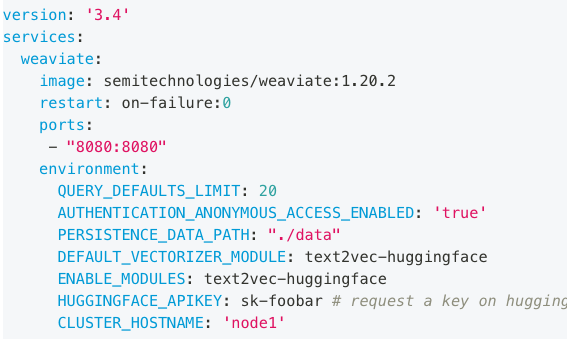 version: '3.4'
services:
  weaviate:
    image: semitechnologies/weaviate:1.20.2
    restart: on-failure:0
    ports:
     - "8080:8080"
    environment:
      QUERY_DEFAULTS_LIMIT: 20
      AUTHENTICATION_ANONYMOUS_ACCESS_ENABLED: 'true'
      PERSISTENCE_DATA_PATH: "./data"
      DEFAULT_VECTORIZER_MODULE: text2vec-huggingface
      ENABLE_MODULES: text2vec-huggingface
      HUGGINGFACE_APIKEY: sk-foobar # request a key on hugging
      CLUSTER_HOSTNAME: 'node1'